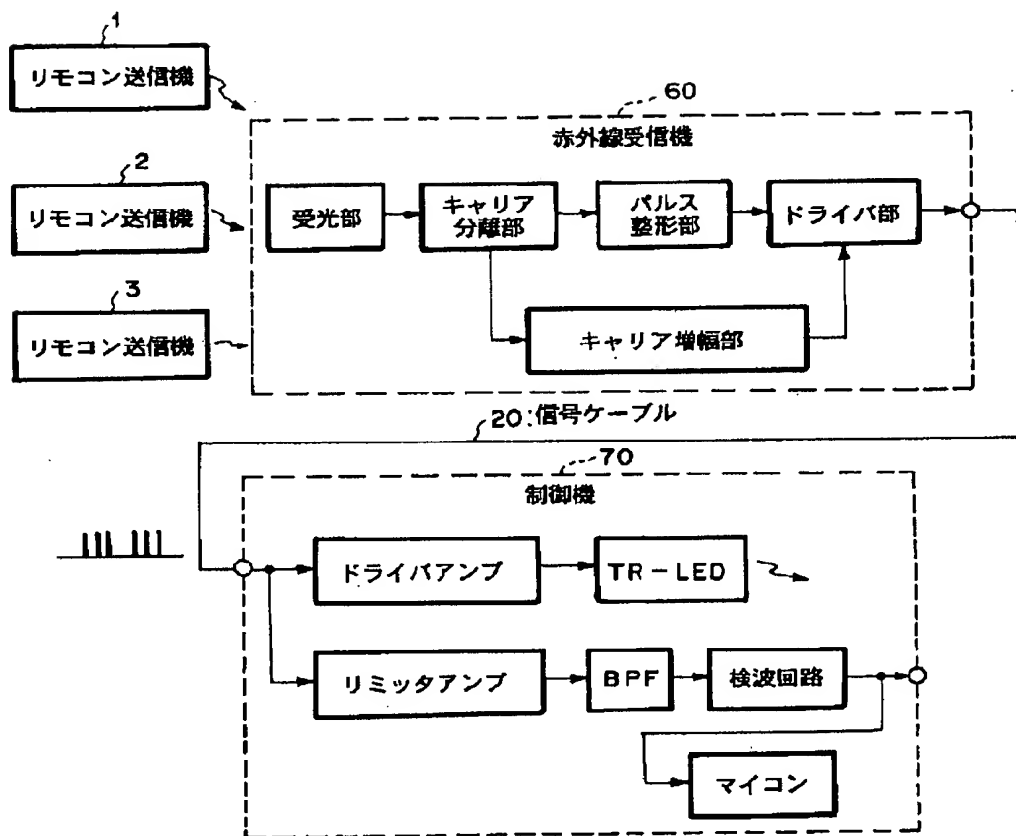 1
リモコン送信機
60
赤外線受信機
2
リモコン送信機
受光部
キャリア
分離部
パルス
整形部
ドライバ部
3
リモコン送信機
キャリア増幅部
20:信号ケーブル
70
制御機
ドライバアンプ
TR-LED
リミッタアンプ
BPF
検波回路
マイコン